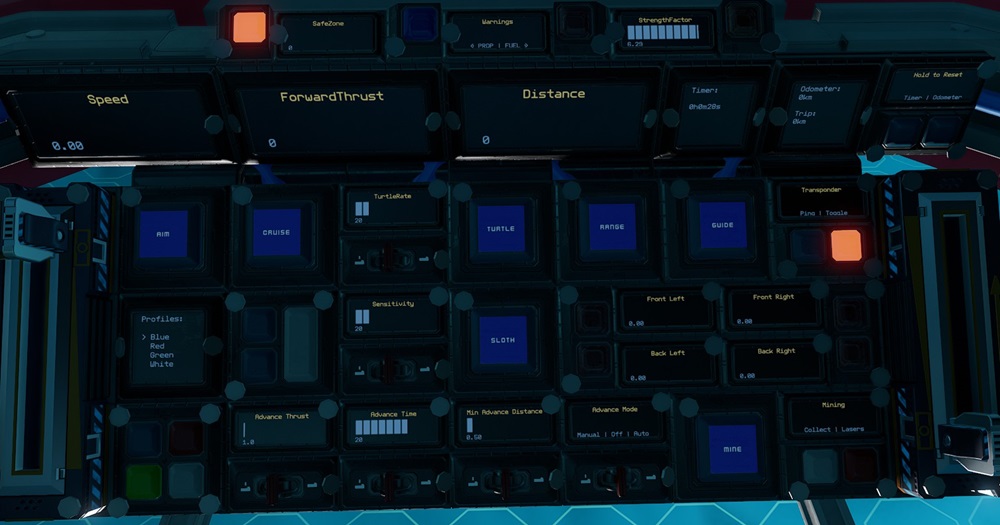 SafeZone
0
Warnings
< PROP | FUEL >
StrengthFactor
Speed
0.00
ForwardThrust
0
Distance
0
Timer:
0h0m28s
Odometer:
0km
Trip:
0km
Hold to Reset
Timer | Odometer
AIM
CRUISE
TurtleRate
20
TURTLE
RANGE
GUIDE
Transponder
Ping | Toggle
Profiles:
> Blue
Red
Green
White
Sensitivity
20
SLOTH
Front Left
0.00
Front Right
0.00
Back Left
0.00
Back Right
0.00
Advance Thrust
1.0
Advance Time
20
Min Advance Distance
0.50
Advance Mode
Manual | Off | Auto
MINE
Mining
Collect | Lasers